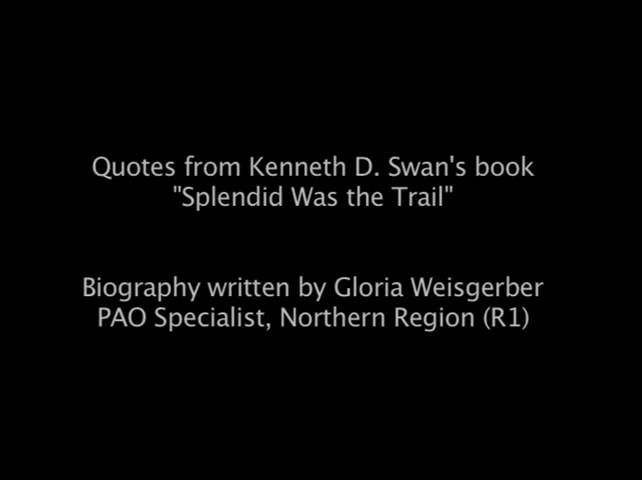 Quotes from Kenneth D. Swan's book
"Splendid Was the Trail"
Biography written by Gloria Weisgerber
PAO Specialist, Northern Region (R1)